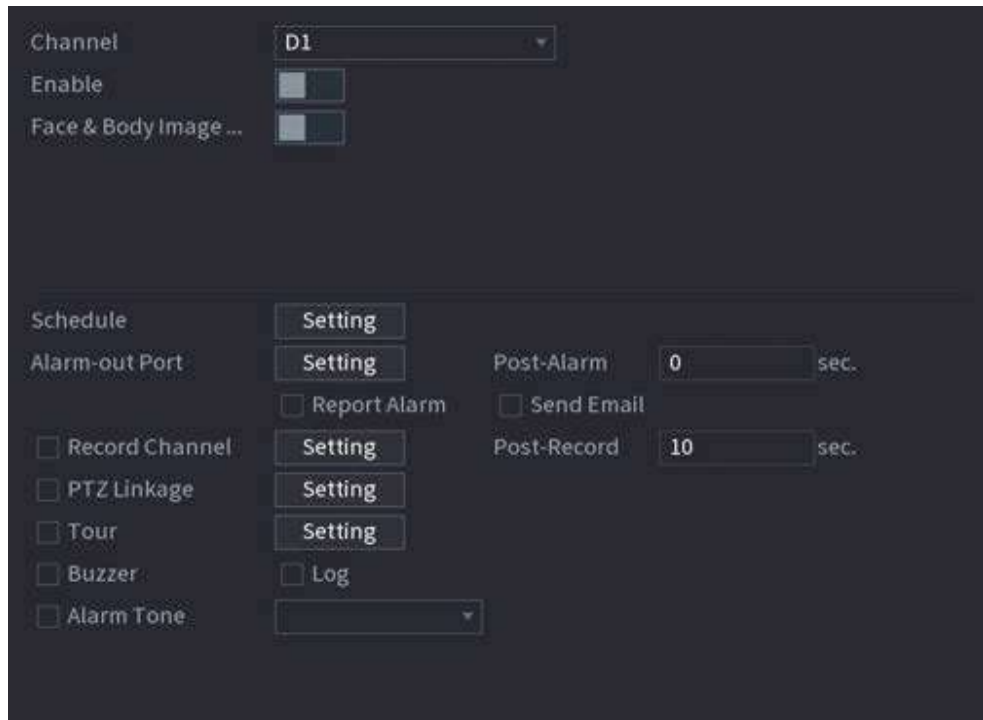 Channel D1
Enable
Face & Body Image ...
Schedule Setting
Alarm-out Port Setting Post-Alarm 0 sec.
Report Alarm Send Email
Record Channel Setting Post-Record 10 sec.
PTZ Linkage Setting
Tour Setting
Buzzer Log
Alarm Tone